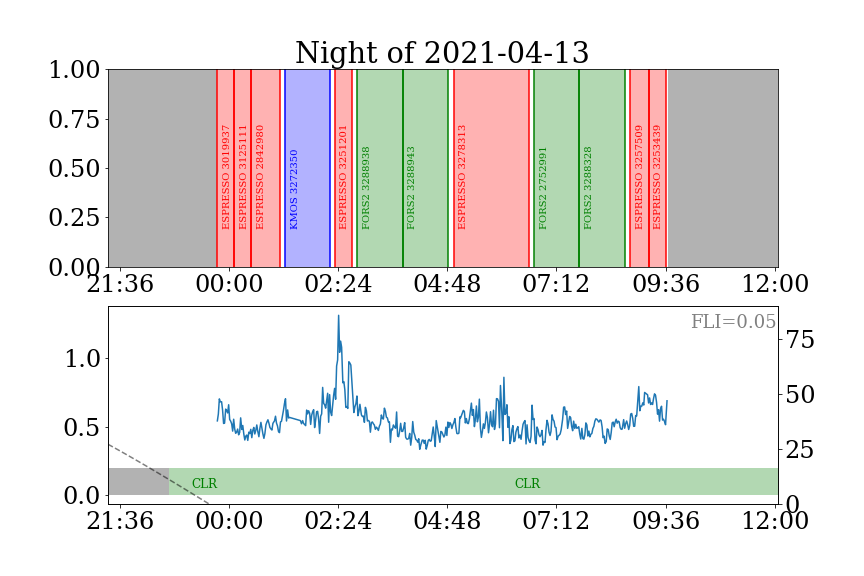 Night of 2021-04-13
1.00
0.75
0.50
0.25
0.00
ESPRESSO 3019937
ESPRESSO 3125111
ESPRESSO 2842980
KMOS 3272350
ESPRESSO 3251201
FORS2 3288938
FORS2 3288943
ESPRESSO 3278313
FORS2 2752991
FORS2 3288328
ESPRESSO 3257509
ESPRESSO 3253439
21:36 00:00 02:24 04:48 07:12 09:36 12:00
FLI=0.05
1.0
0.5
0.0
75
50
25
0
CLR CLR
21:36 00:00 02:24 04:48 07:12 09:36 12:00